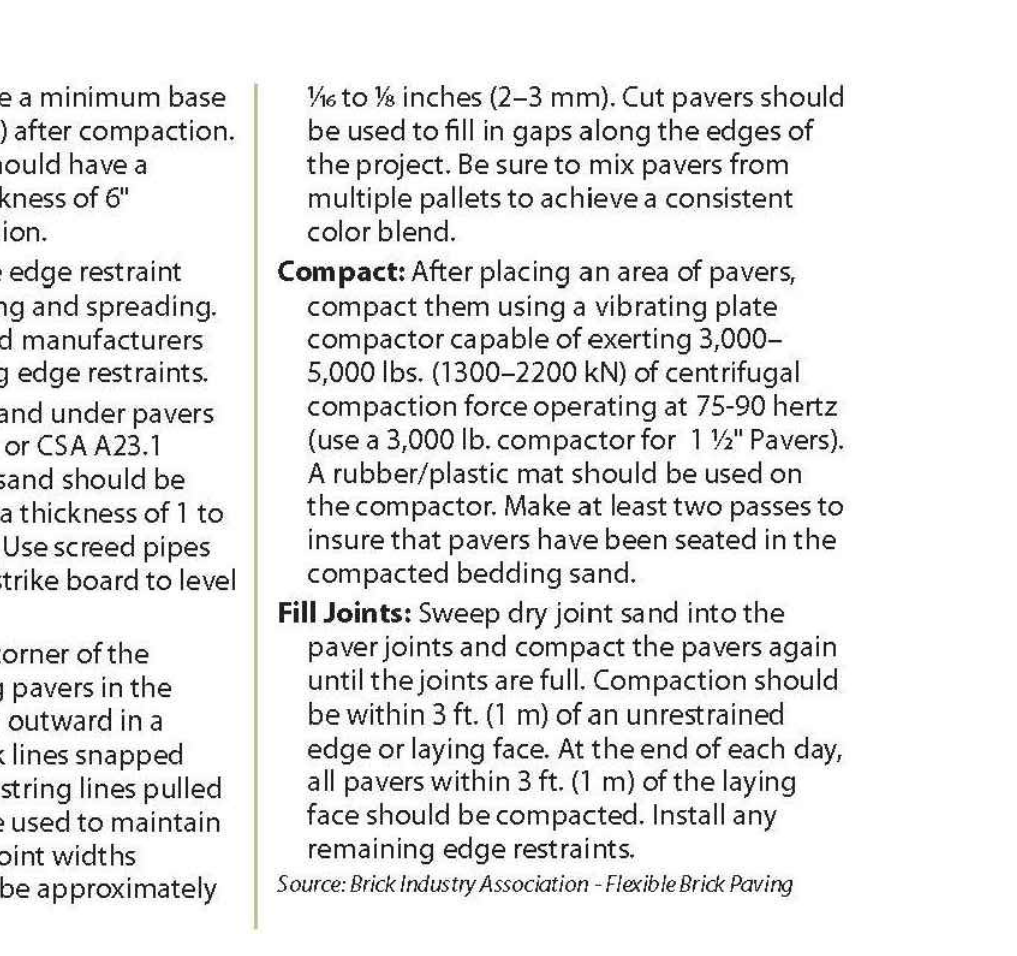 e a minimum base
) after compaction.
hould have a
kness of 6"
ion.
e edge restraint
ng and spreading.
d manufacturers
g edge restraints.
and under pavers
or CSA A23.1
sand should be
a thickness of 1 to
Use screed pipes
strike board to level
corner of the
g pavers in the
outward in a
k lines snapped
string lines pulled
e used to maintain
oint widths
be approximately
1/16 to 1/8 inches (2–3 mm). Cut pavers should
be used to fill in gaps along the edges of
the project. Be sure to mix pavers from
multiple pallets to achieve a consistent
color blend.
Compact: After placing an area of pavers,
compact them using a vibrating plate
compactor capable of exerting 3,000–
5,000 lbs. (1300–2200 kN) of centrifugal
compaction force operating at 75-90 hertz
(use a 3,000 lb. compactor for 1 ½" Pavers).
A rubber/plastic mat should be used on
the compactor. Make at least two passes to
insure that pavers have been seated in the
compacted bedding sand.
Fill Joints: Sweep dry joint sand into the
paver joints and compact the pavers again
until the joints are full. Compaction should
be within 3 ft. (1 m) of an unrestrained
edge or laying face. At the end of each day,
all pavers within 3 ft. (1 m) of the laying
face should be compacted. Install any
remaining edge restraints.
Source: Brick Industry Association - Flexible Brick Paving